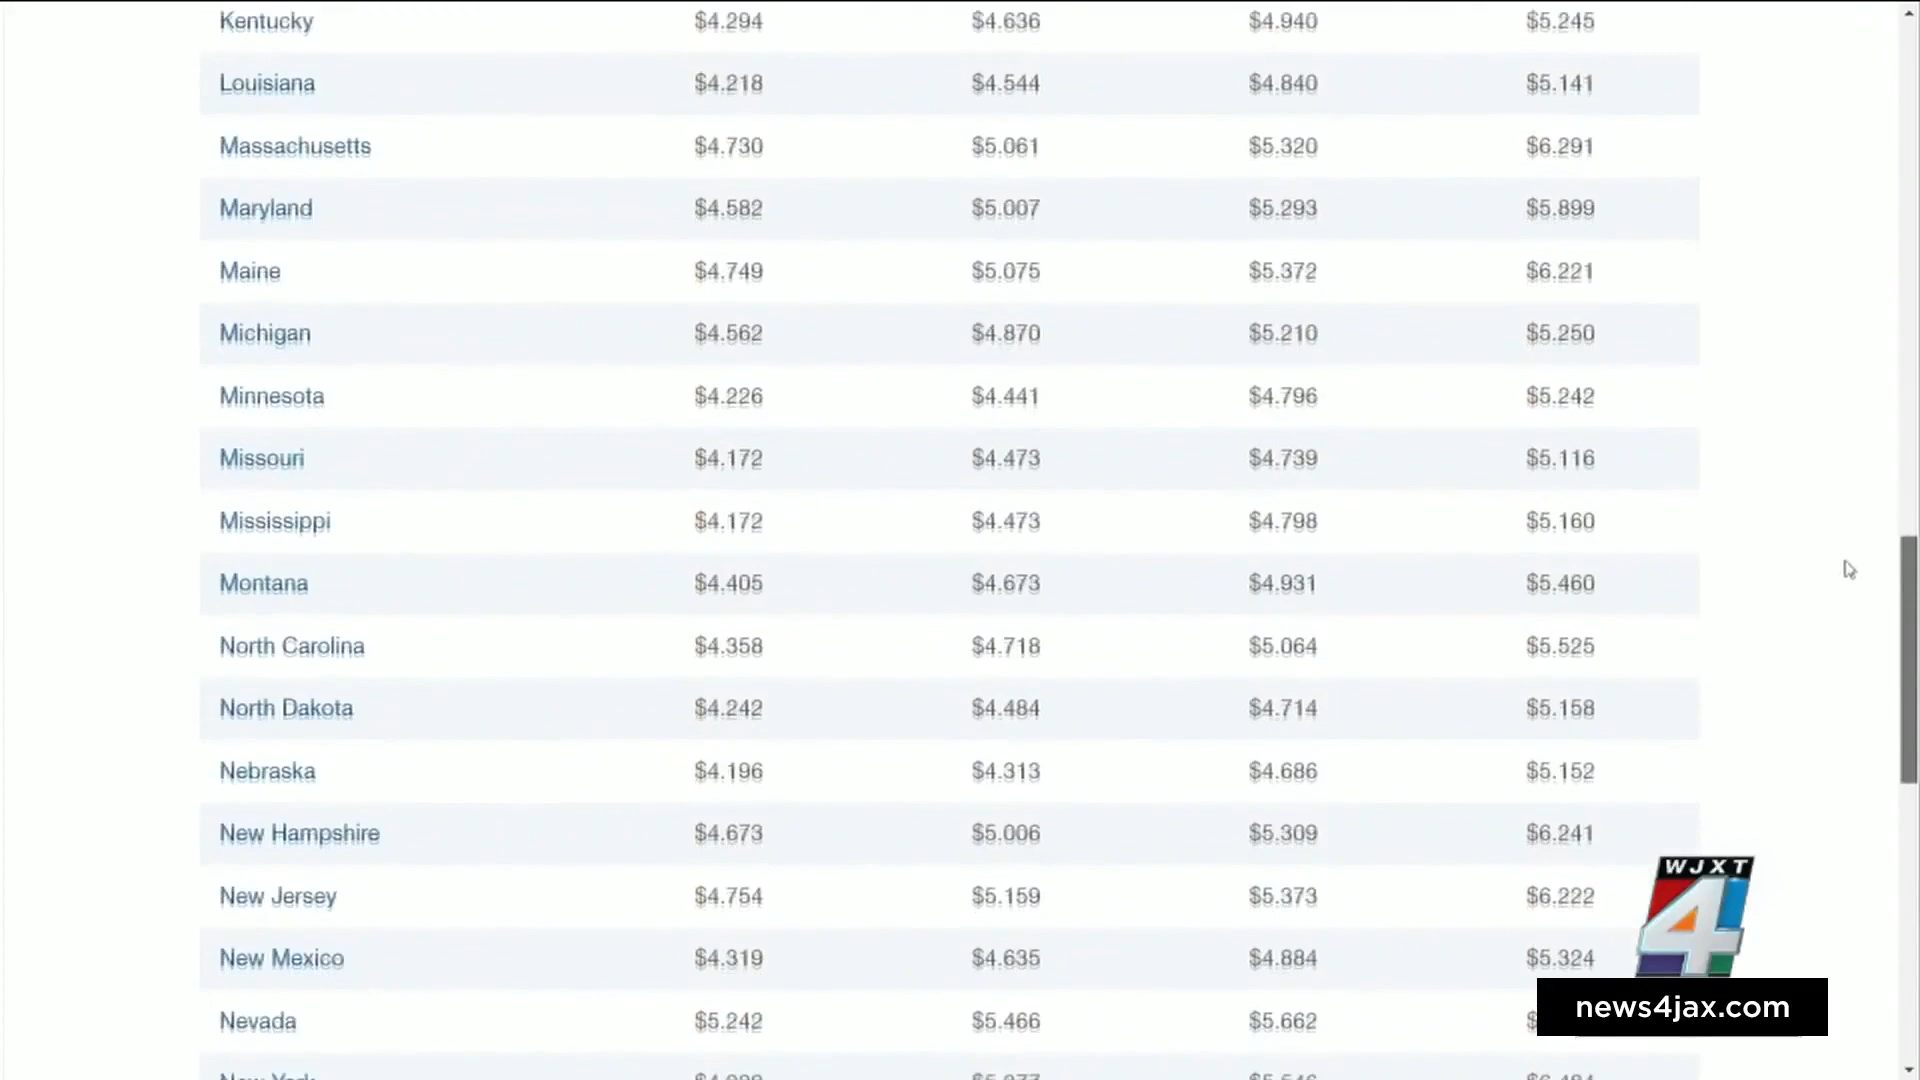 Kentucky $4.294 $4.636 $4.940 $5.245
Louisiana $4.218 $4.544 $4.840 $5.141
Massachusetts $4.730 $5.061 $5.320 $6.291
Maryland $4.582 $5.007 $5.293 $5.899
Maine $4.749 $5.075 $5.372 $6.221
Michigan $4.562 $4.870 $5.210 $5.250
Minnesota $4.226 $4.441 $4.796 $5.242
Missouri $4.172 $4.473 $4.739 $5.116
Mississippi $4.172 $4.473 $4.798 $5.160
Montana $4.405 $4.673 $4.931 $5.460
North Carolina $4.358 $4.718 $5.064 $5.525
North Dakota $4.242 $4.484 $4.714 $5.158
Nebraska $4.196 $4.313 $4.686 $5.152
New Hampshire $4.673 $5.006 $5.309 $6.241
New Jersey $4.754 $5.159 $5.373 $6.222
New Mexico $4.319 $4.635 $4.884 $5.324
Nevada $5.242 $5.466 $5.662
New York
WJXT
4
news4jax.com